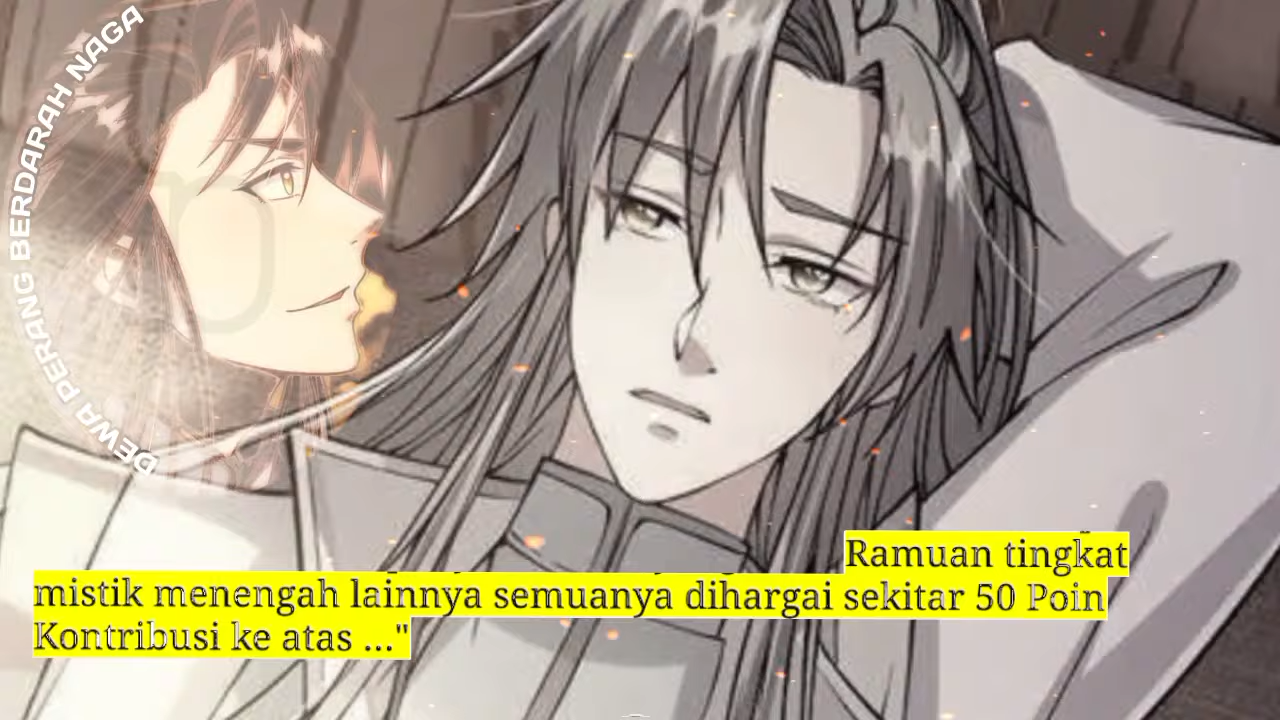 DEWA PERANG BERDARAH NAGA
Ramuan tingkat
mistik menengah lainnya semuanya dihargai sekitar 50 Poin
Kontribusi ke atas ..."